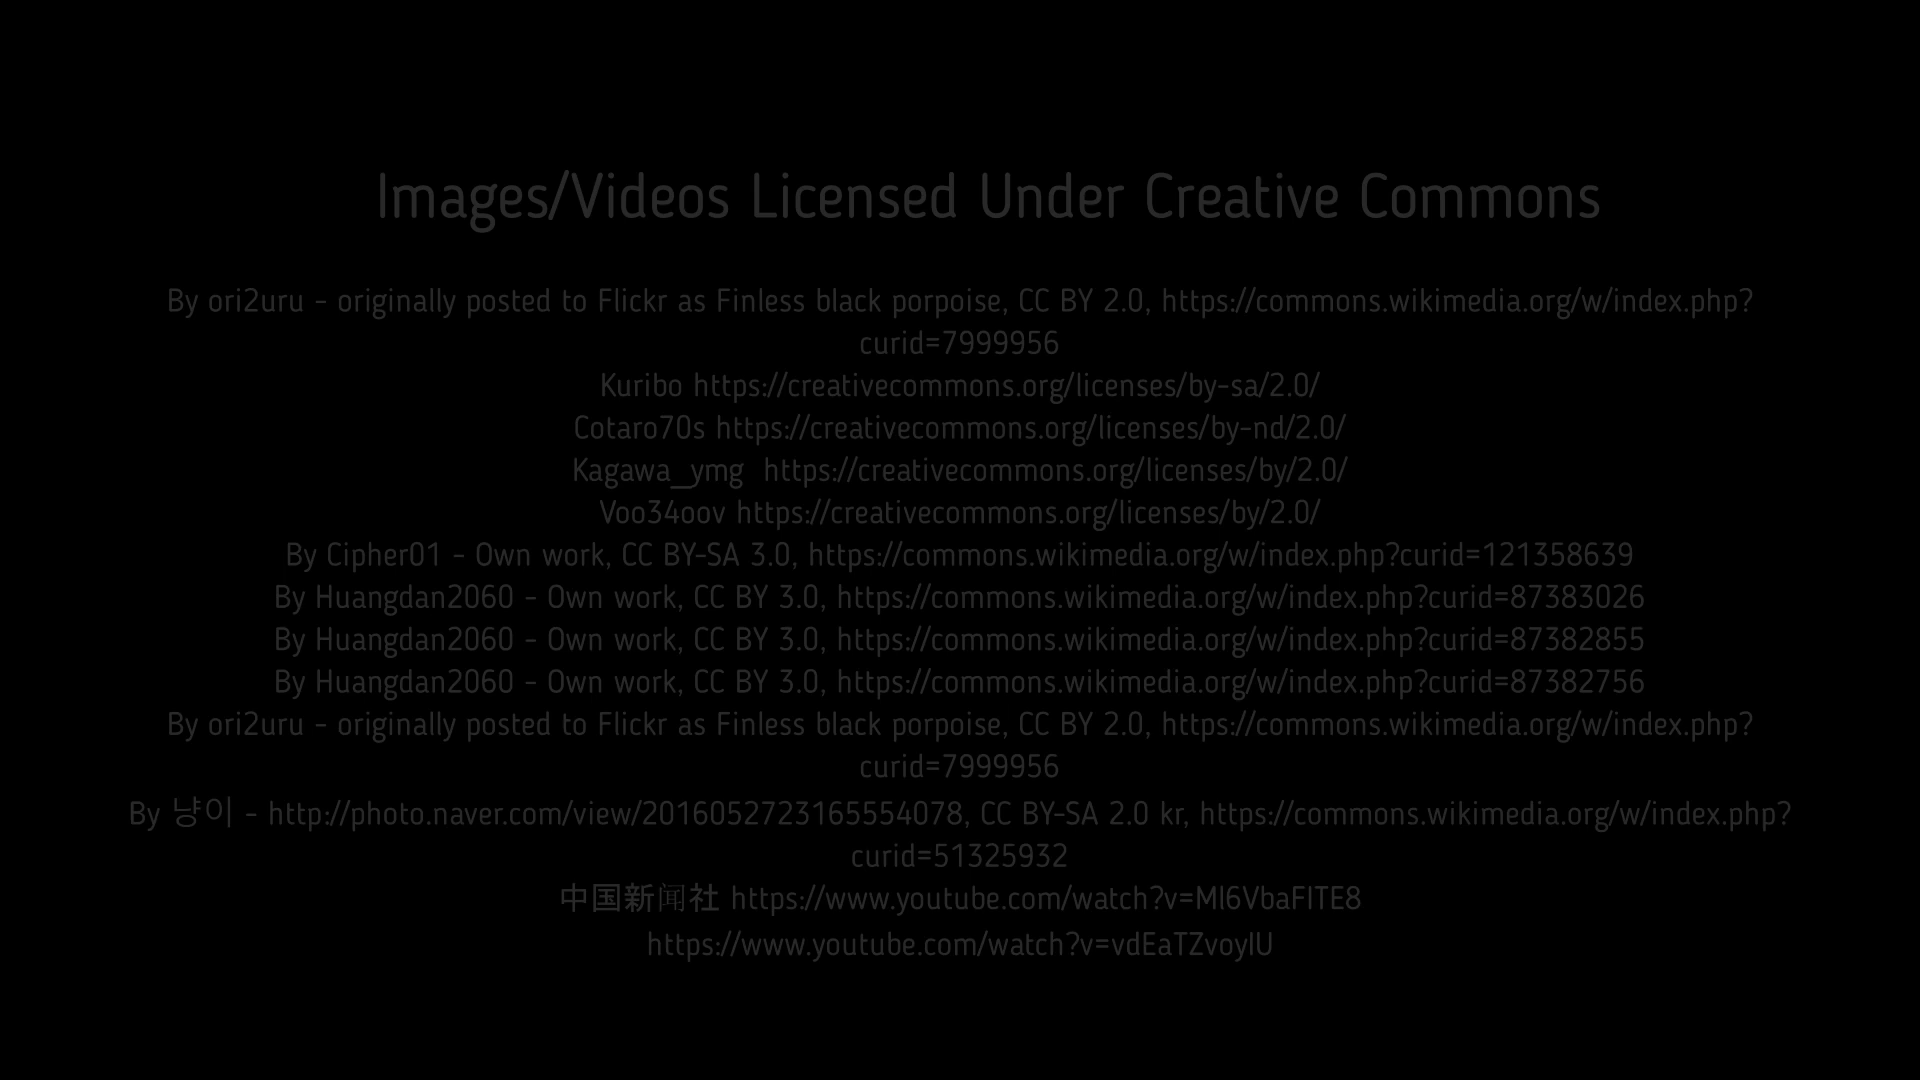 Images/Videos Licensed Under Creative Commons
By ori2uru - originally posted to Flickr as Finless black porpoise, CC BY 2.0, https://commons.wikimedia.org/w/index.php?
curid=7999956
Kuribo https://creativecommons.org/licenses/by-sa/2.0/
Cotaro70s https://creativecommons.org/licenses/by-nd/2.0/
Kagawa_ymg  https://creativecommons.org/licenses/by/2.0/
Voo34oov https://creativecommons.org/licenses/by/2.0/
By Cipher01 - Own work, CC BY-SA 3.0, https://commons.wikimedia.org/w/index.php?curid=121358639
By Huangdan2060 - Own work, CC BY 3.0, https://commons.wikimedia.org/w/index.php?curid=87383026
By Huangdan2060 - Own work, CC BY 3.0, https://commons.wikimedia.org/w/index.php?curid=87382855
By Huangdan2060 - Own work, CC BY 3.0, https://commons.wikimedia.org/w/index.php?curid=87382756
By ori2uru - originally posted to Flickr as Finless black porpoise, CC BY 2.0, https://commons.wikimedia.org/w/index.php?
curid=7999956
By 냥이 - http://photo.naver.com/view/2016052723165554078, CC BY-SA 2.0 kr, https://commons.wikimedia.org/w/index.php?
curid=51325932
中国新闻社 https://www.youtube.com/watch?v=Ml6VbaFITE8
https://www.youtube.com/watch?v=vdEaTZvoyIU